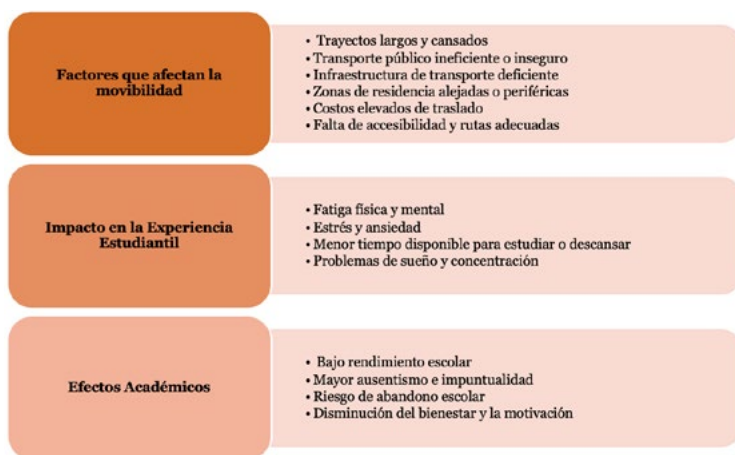 Factores que afectan la
movibilidad
• Trayectos largos y cansados
• Transporte público ineficiente o inseguro
• Infraestructura de transporte deficiente
• Zonas de residencia alejadas o periféricas
• Costos elevados de traslado
• Falta de accesibilidad y rutas adecuadas
Impacto en la Experiencia
Estudiantil
• Fatiga física y mental
• Estrés y ansiedad
• Menor tiempo disponible para estudiar o descansar
• Problemas de sueño y concentración
Efectos Académicos
• Bajo rendimiento escolar
• Mayor ausentismo e impuntualidad
• Riesgo de abandono escolar
• Disminución del bienestar y la motivación